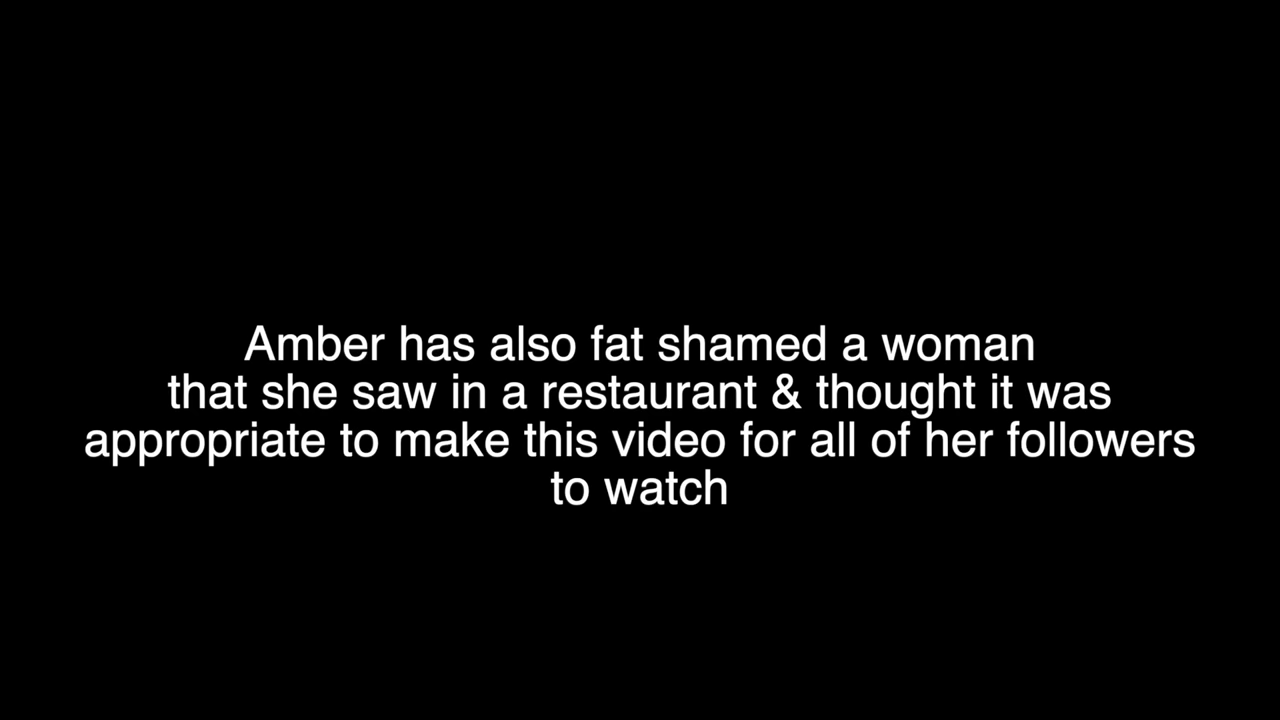 Amber has also fat shamed a woman
that she saw in a restaurant & thought it was
appropriate to make this video for all of her followers
to watch